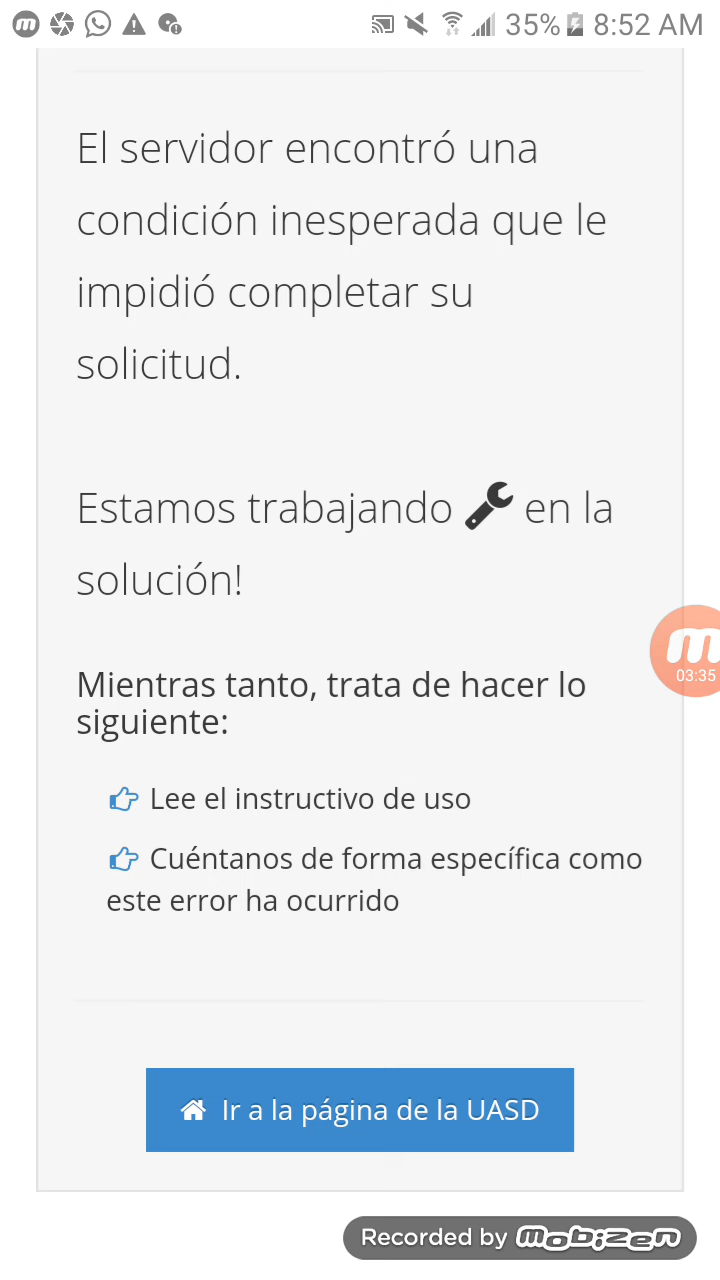 35% 8:52 AM
El servidor encontró una
condición inesperada que le
impidió completar su
solicitud.
Estamos trabajando en la
solución!
Mientras tanto, trata de hacer lo
siguiente:
Lee el instructivo de uso
Cuéntanos de forma específica como
este error ha ocurrido
03:35
Ir a la página de la UASD
Recorded by mobizen